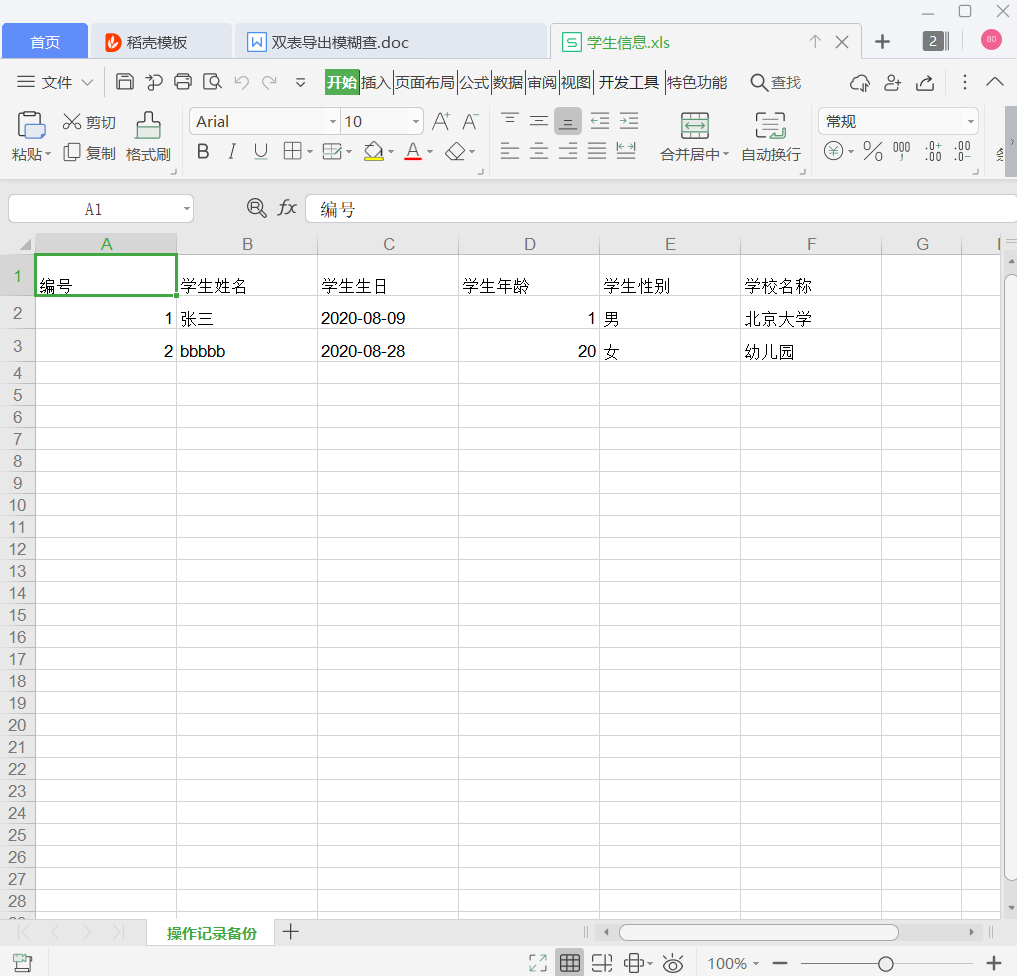 首页 稻壳模板 双表导出模糊查.doc 学生信息.xls 2 80
文件 开始 插入 页面布局 公式 数据 审阅 视图 开发工具 特色功能 查找
剪切 Arial 10 常规
粘贴 复制 格式刷 B I U A 合并居中 自动换行
A1 fx 编号
A B C D E F G
1 编号 学生姓名 学生生日 学生年龄 学生性别 学校名称
2 1 张三 2020-08-09 1 男 北京大学
3 2 bbbbb 2020-08-28 20 女 幼儿园
4
5
6
7
8
9
10
11
12
13
14
15
16
17
18
19
20
21
22
23
24
25
26
27
28
操作记录备份
100%